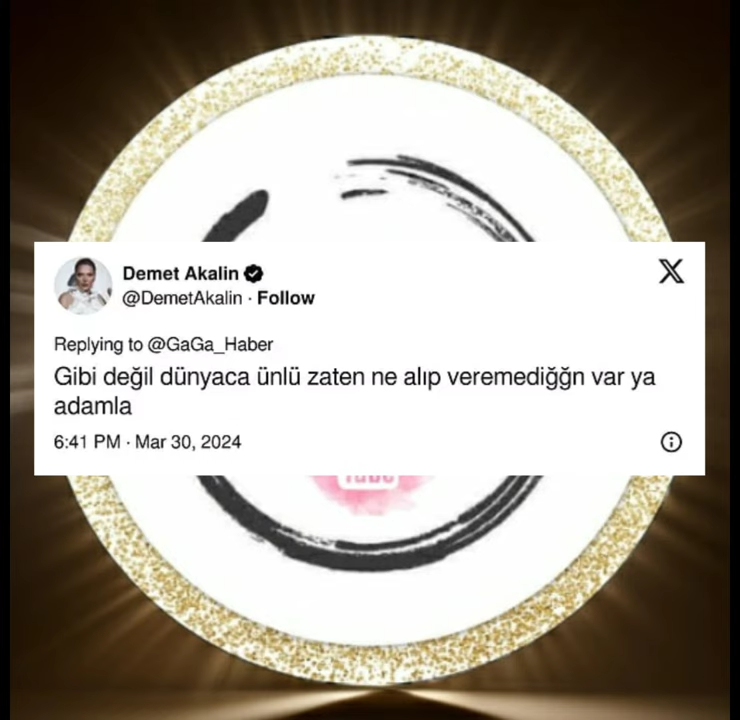 Demet Akalin
@DemetAkalin · Follow
Replying to @GaGa_Haber
Gibi değil dünyaca ünlü zaten ne alıp veremediğğn var ya
adamla
6:41 PM · Mar 30, 2024